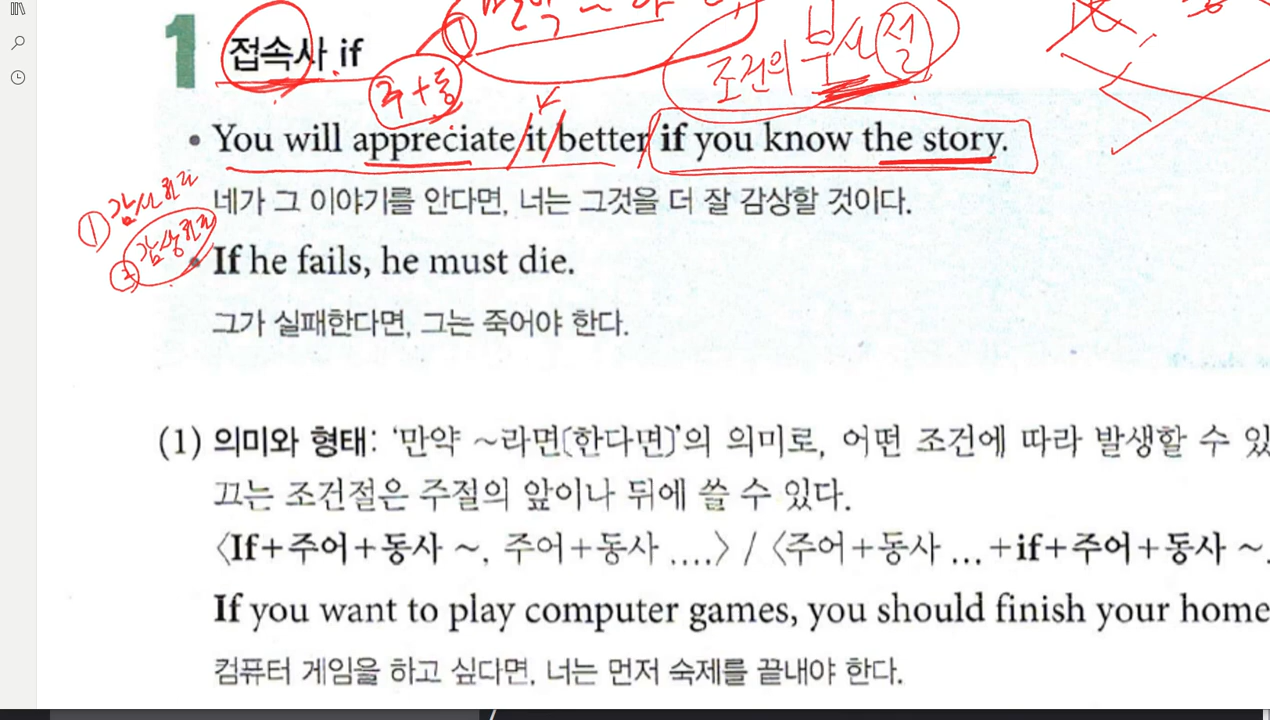 만약 ~
①
1 접속사 if
주+동
조건의 부사절
• You will appreciate it better if you know the story.
① 감사하다
네가 그 이야기를 안다면, 너는 그것을 더 잘 감상할 것이다.
감상하다
• If he fails, he must die.
그가 실패한다면, 그는 죽어야 한다.
(1) 의미와 형태: ‘만약 ~라면(한다면)’의 의미로, 어떤 조건에 따라 발생할 수 있
끄는 조건절은 주절의 앞이나 뒤에 쓸 수 있다.
〈If+주어+동사 ~, 주어+동사 ....〉 / 〈주어+동사 ... +if+주어+동사 ~.
If you want to play computer games, you should finish your home
컴퓨터 게임을 하고 싶다면, 너는 먼저 숙제를 끝내야 한다.